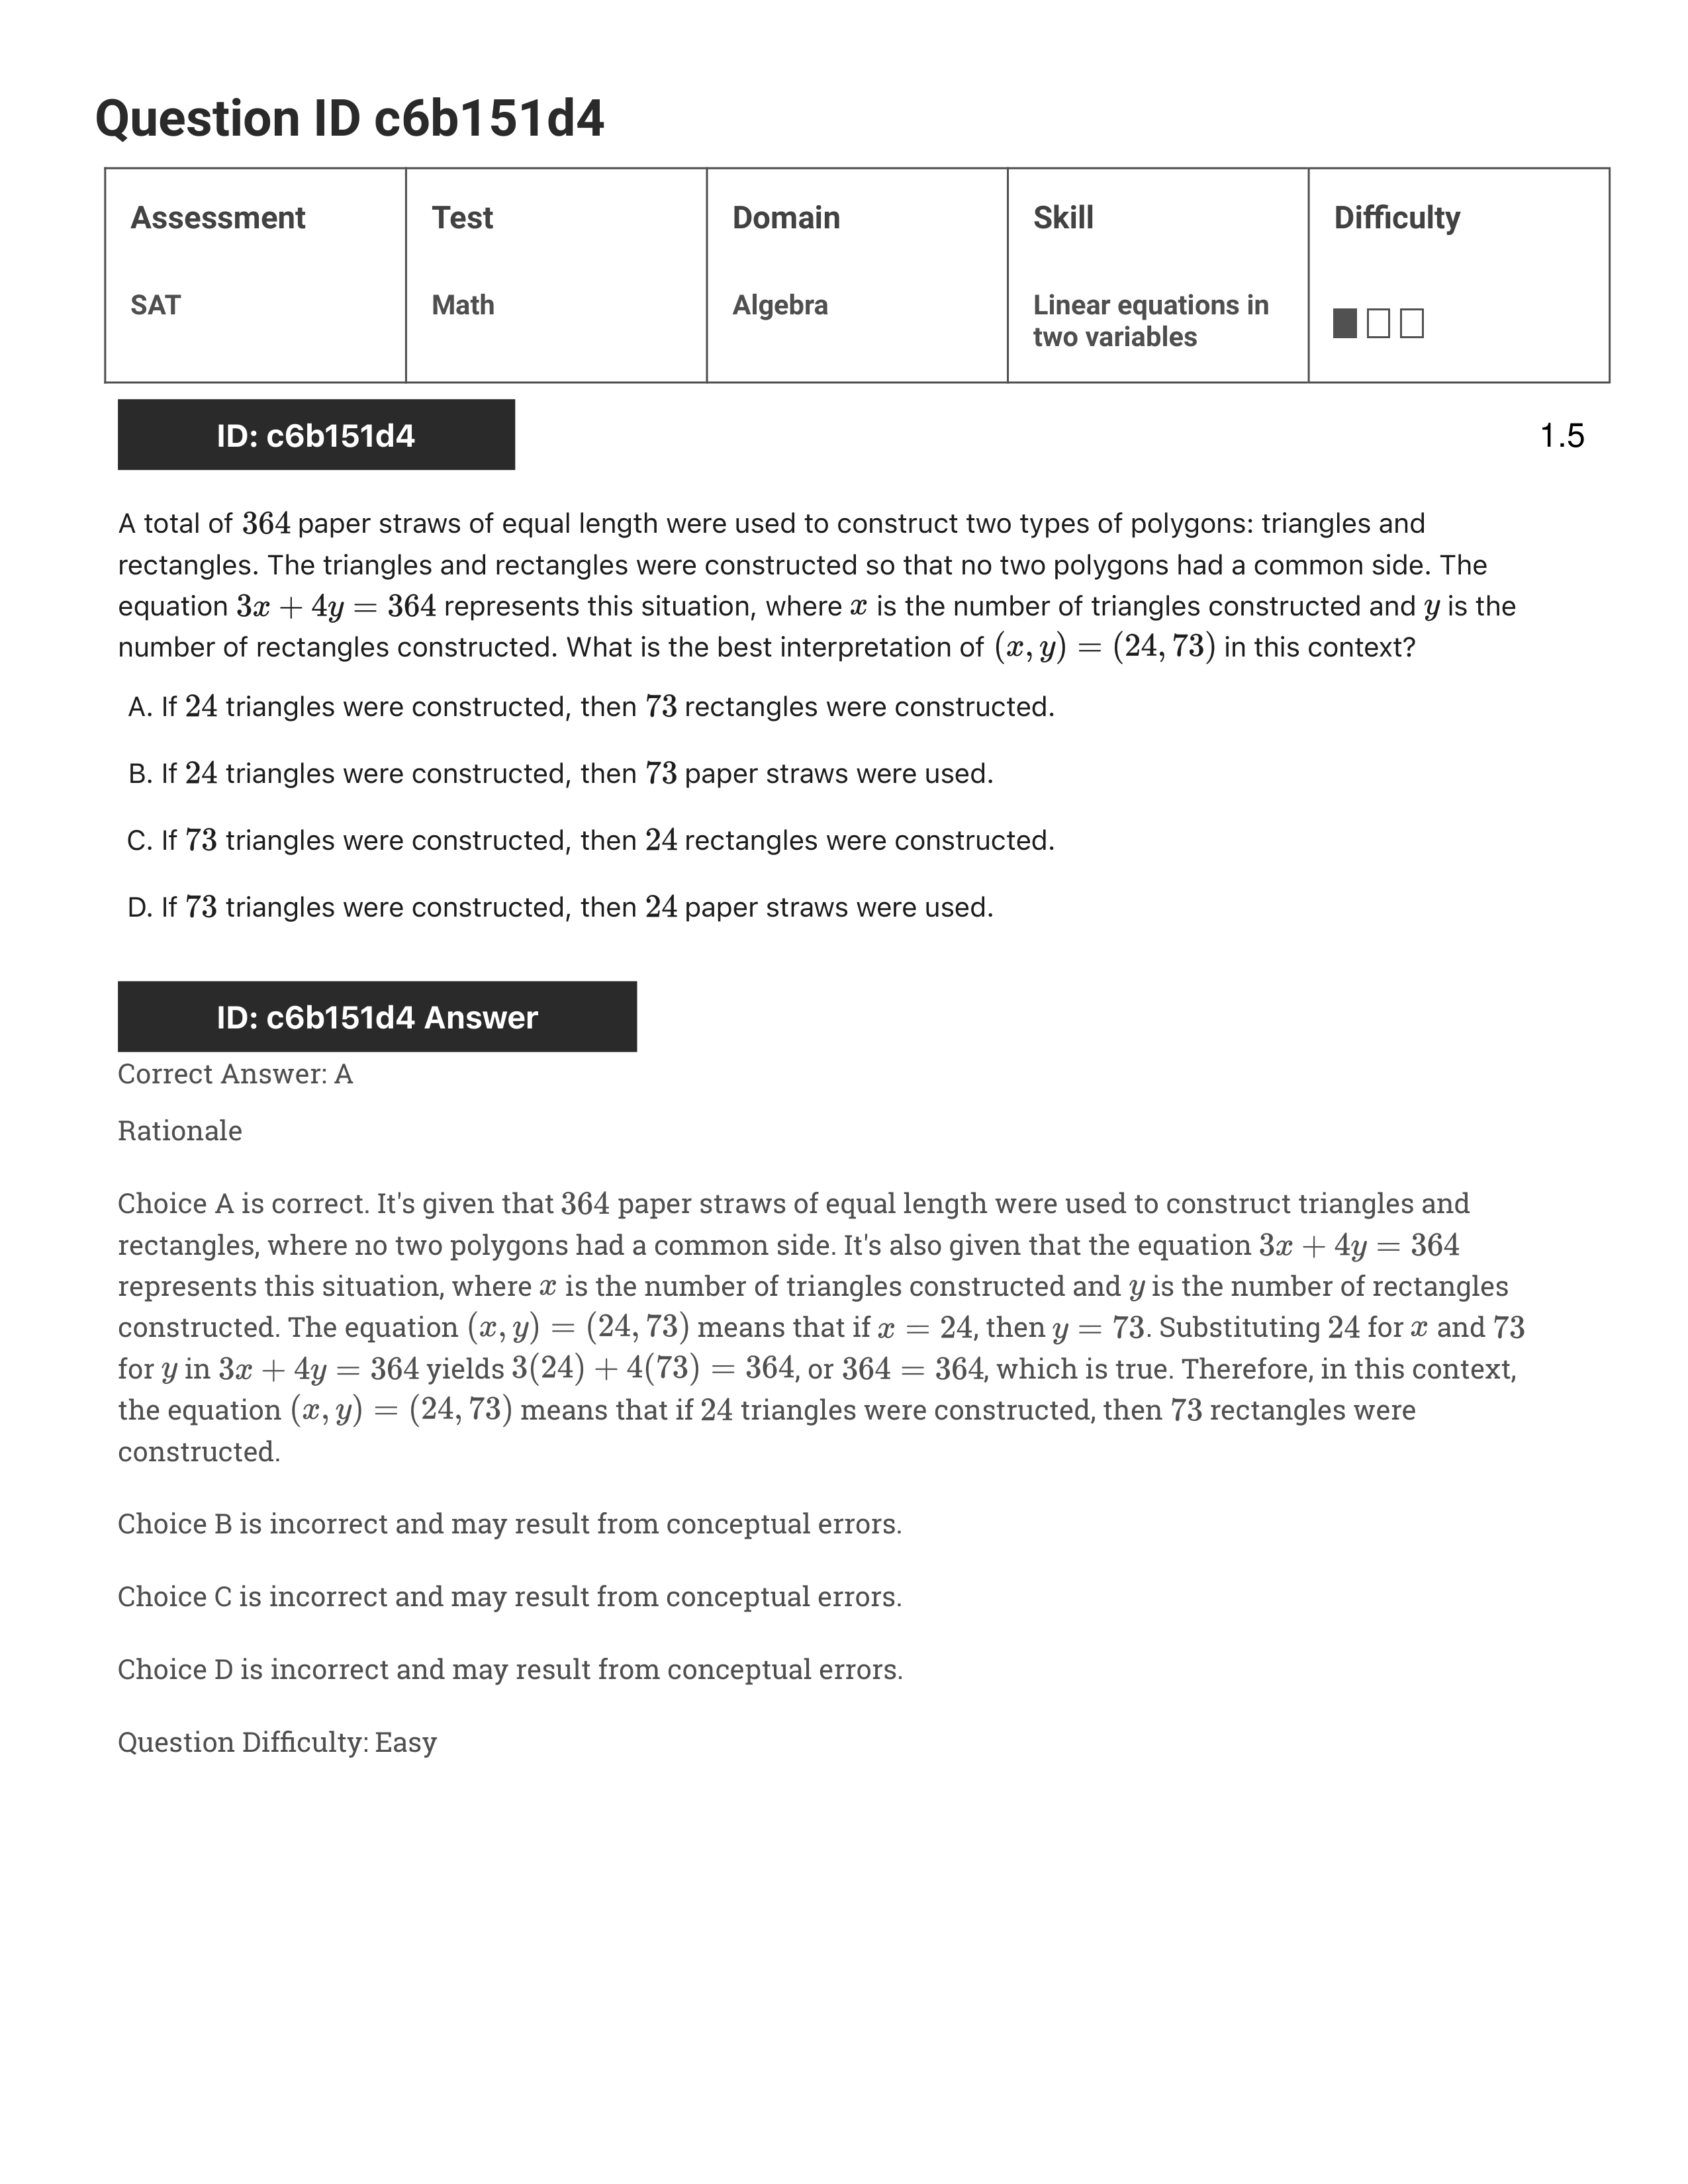 Question ID c6b151d4
Assessment Test Domain Skill Difficulty
SAT Math Algebra Linear equations in
two variables
ID: c6b151d4 1.5
A total of 364 paper straws of equal length were used to construct two types of polygons: triangles and
rectangles. The triangles and rectangles were constructed so that no two polygons had a common side. The
equation 3x + 4y = 364 represents this situation, where x is the number of triangles constructed and y is the
number of rectangles constructed. What is the best interpretation of (x, y) = (24, 73) in this context?
A. If 24 triangles were constructed, then 73 rectangles were constructed.
B. If 24 triangles were constructed, then 73 paper straws were used.
C. If 73 triangles were constructed, then 24 rectangles were constructed.
D. If 73 triangles were constructed, then 24 paper straws were used.
ID: c6b151d4 Answer
Correct Answer: A
Rationale
Choice A is correct. It's given that 364 paper straws of equal length were used to construct triangles and
rectangles, where no two polygons had a common side. It's also given that the equation 3x + 4y = 364
represents this situation, where x is the number of triangles constructed and y is the number of rectangles
constructed. The equation (x, y) = (24, 73) means that if x = 24, then y = 73. Substituting 24 for x and 73
for y in 3x + 4y = 364 yields 3(24) + 4(73) = 364, or 364 = 364, which is true. Therefore, in this context,
the equation (x, y) = (24, 73) means that if 24 triangles were constructed, then 73 rectangles were
constructed.
Choice B is incorrect and may result from conceptual errors.
Choice C is incorrect and may result from conceptual errors.
Choice D is incorrect and may result from conceptual errors.
Question Difficulty: Easy